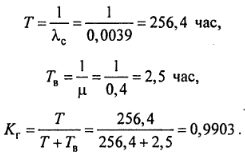 T = 1/λ_с = 1/0,0039 = 256,4 час,
T_в = 1/μ = 1/0,4 = 2,5 час,
K_г = T/(T + T_в) = 256,4/(256,4 + 2,5) = 0,9903 .